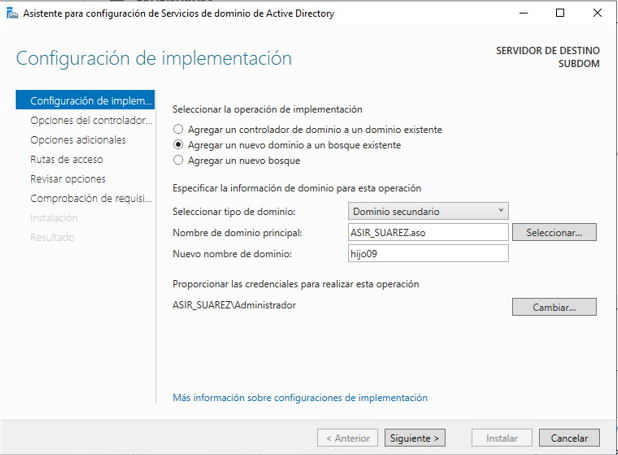 Asistente para configuración de Servicios de dominio de Active Directory
Configuración de implementación
SERVIDOR DE DESTINO
SUBDOM
Configuración de implem...
Opciones del controlador...
Opciones adicionales
Rutas de acceso
Revisar opciones
Comprobación de requisi...
Instalación
Resultado
Seleccionar la operación de implementación
Agregar un controlador de dominio a un dominio existente
Agregar un nuevo dominio a un bosque existente
Agregar un nuevo bosque
Especificar la información de dominio para esta operación
Seleccionar tipo de dominio: Dominio secundario
Nombre de dominio principal: ASIR_SUAREZ.aso Seleccionar...
Nuevo nombre de dominio: hijo09
Proporcionar las credenciales para realizar esta operación
ASIR_SUAREZ\Administrador Cambiar...
Más información sobre configuraciones de implementación
< Anterior Siguiente > Instalar Cancelar